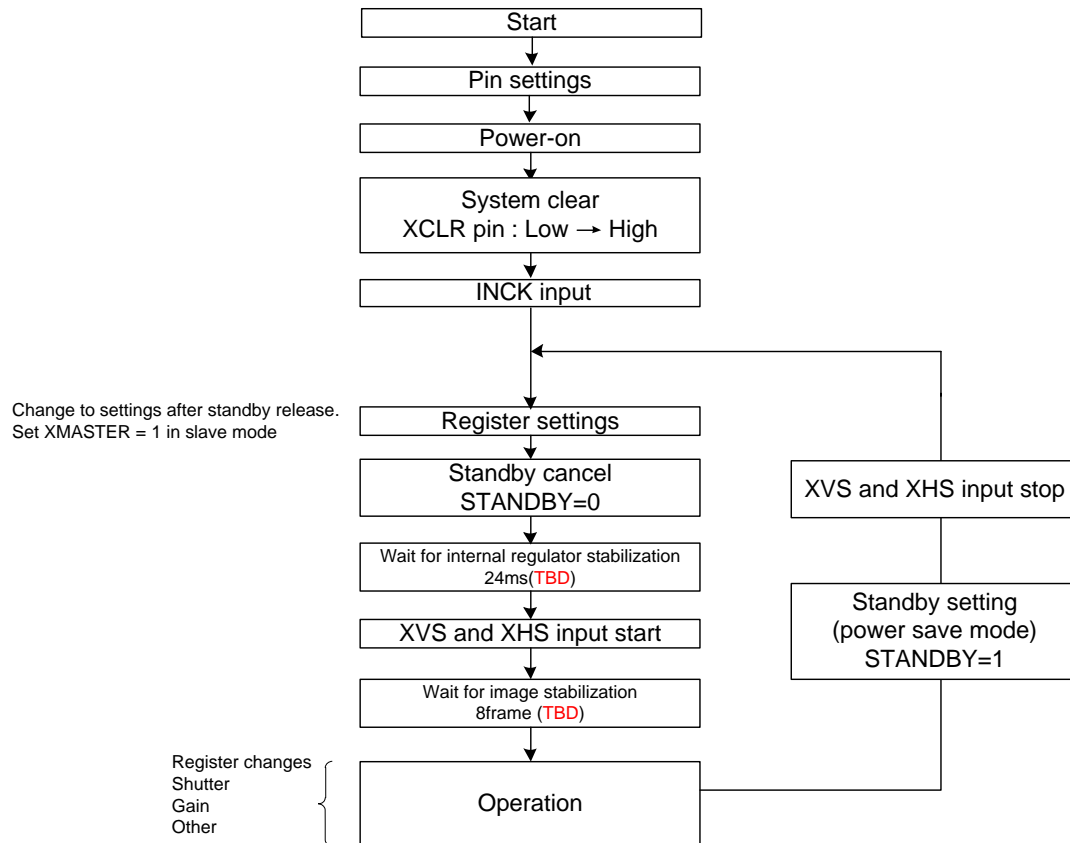 Start
Pin settings
Power-on
System clear
XCLR pin : Low → High
INCK input
Change to settings after standby release.
Set XMASTER = 1 in slave mode
Register settings
Standby cancel
STANDBY=0
Wait for internal regulator stabilization
24ms(TBD)
XVS and XHS input start
Wait for image stabilization
8frame (TBD)
Register changes
Shutter
Gain
Other
Operation
XVS and XHS input stop
Standby setting
(power save mode)
STANDBY=1